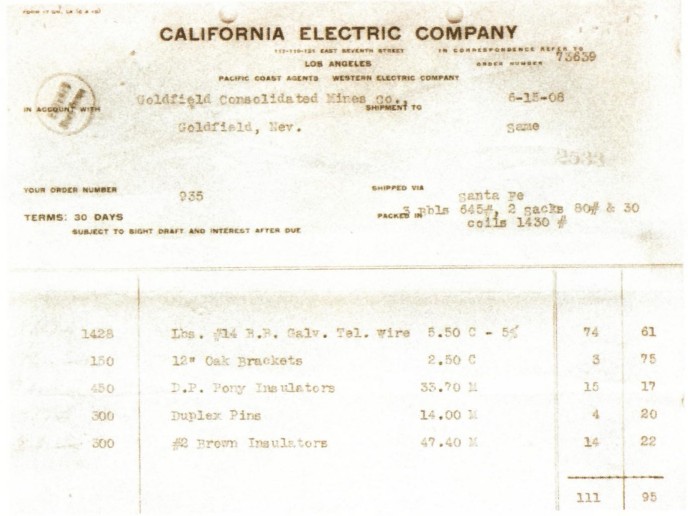 CALIFORNIA ELECTRIC COMPANY
117-119-121 EAST SEVENTH STREET
IN CORRESPONDENCE REFER TO
LOS ANGELES
ORDER NUMBER 73639
PACIFIC COAST AGENTS WESTERN ELECTRIC COMPANY
IN ACCOUNT WITH Goldfield Consolidated Mines Co., 6-15-08
Goldfield, Nev. SHIPMENT TO same
2533
YOUR ORDER NUMBER 935 SHIPPED VIA Santa Fe
TERMS: 30 DAYS PACKED IN 3 bbls 645#, 2 sacks 80# & 30
coils 1430 #
SUBJECT TO SIGHT DRAFT AND INTEREST AFTER DUE
1428 Lbs. #14 B.B. Galv. Tel. wire 5.50 C - 5% 74 61
150 12" Oak Brackets 2.50 C 3 75
450 D.P. Pony Insulators 33.70 M 15 17
300 Duplex Pins 14.00 M 4 20
300 #2 Brown Insulators 47.40 M 14 22
111 95